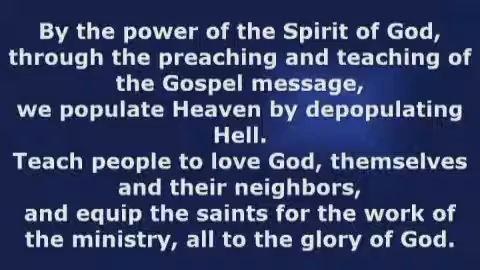 By the power of the Spirit of God,
through the preaching and teaching of
the Gospel message,
we populate Heaven by depopulating
Hell.
Teach people to love God, themselves
and their neighbors,
and equip the saints for the work of
the ministry, all to the glory of God.